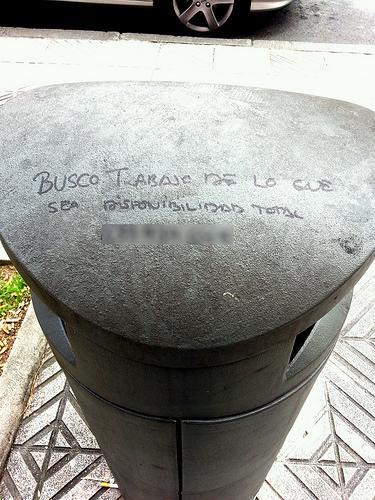 BUSCO TRABAJO DE LO QUE
SEA DISPONIBILIDAD TOTAL